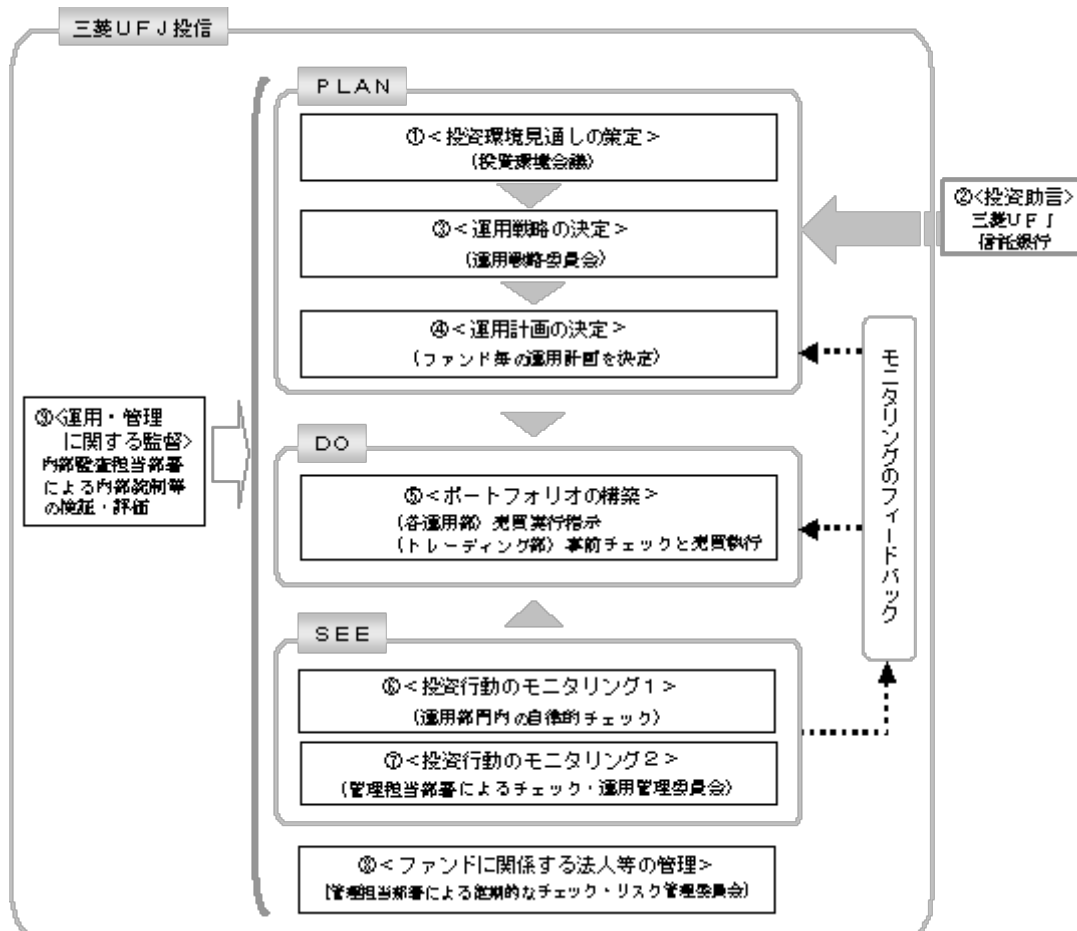 三菱ＵＦＪ投信
ＰＬＡＮ
①＜投資環境見通しの策定＞
(投資環境会議)
②<投資助言>
三菱ＵＦＪ
信託銀行
③＜運用戦略の決定＞
(運用戦略委員会)
④＜運用計画の決定＞
(ファンド毎の運用計画を決定)
モニタリングのフィードバック
⑨<運用・管理
に関する監督>
内部監査担当部署
による内部統制等
の検証・評価
ＤＯ
⑤＜ポートフォリオの構築＞
(各運用部) 売買実行指示
(トレーディング部) 事前チェックと売買執行
ＳＥＥ
⑥＜投資行動のモニタリング１＞
(運用部門内の自律的チェック)
⑦＜投資行動のモニタリング２＞
(管理担当部署によるチェック・運用管理委員会)
⑧＜ファンドに関係する法人等の管理＞
(管理担当部署による定期的なチェック・リスク管理委員会)